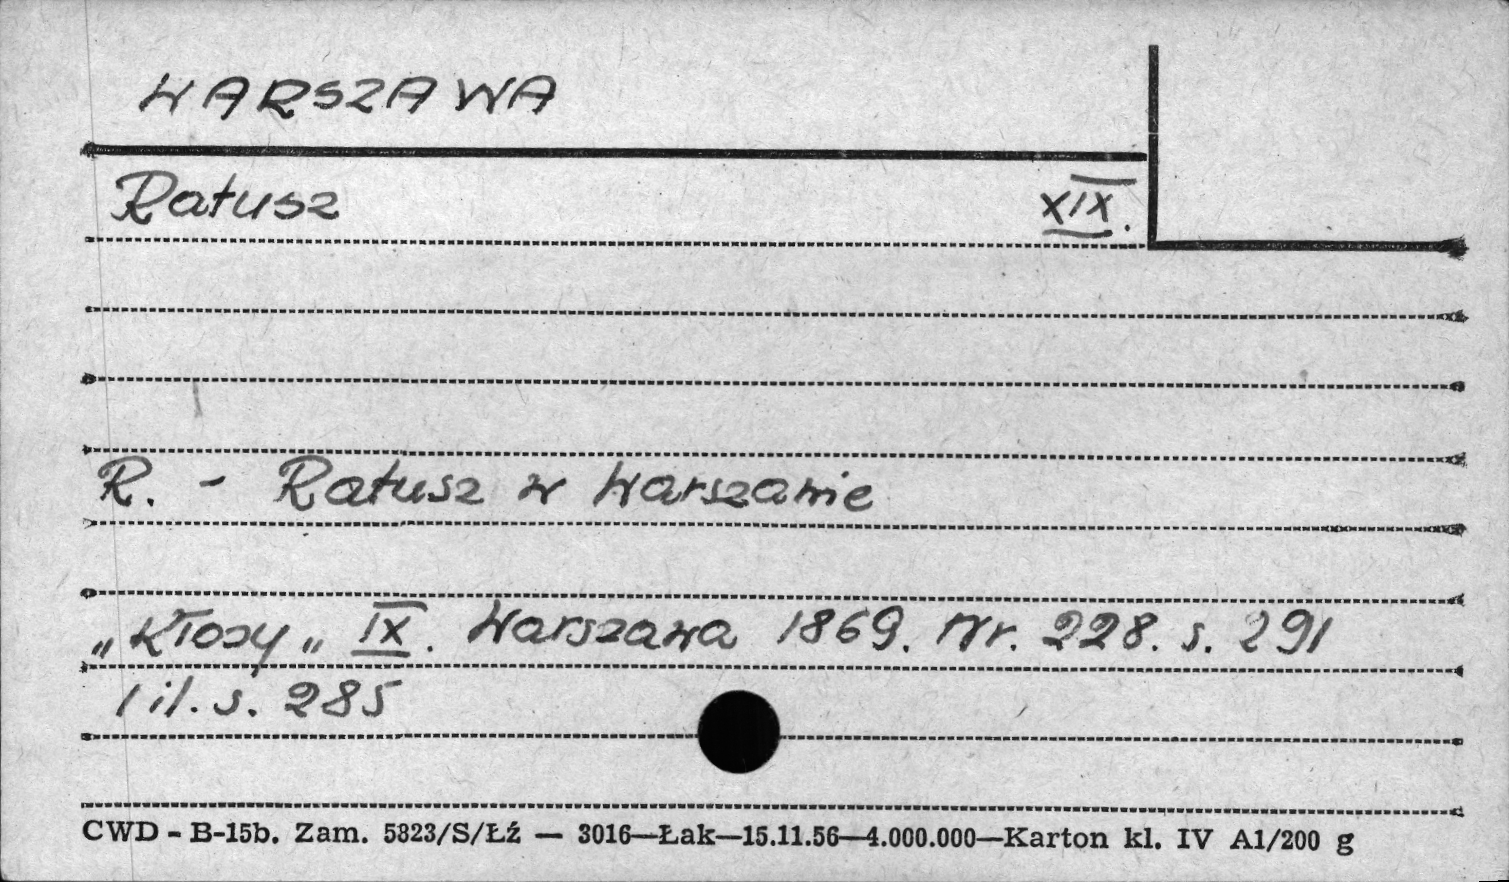 WARSZAWA
Ratusz XIX.
R. - Ratusz w Warszawie
„Kłosy„ IX. Warszawa 1869. Nr. 228. s. 291
1 il. s. 285
CWD - B-15b. Zam. 5823/S/Łź — 3016—Łak—15.11.56—4.000.000—Karton kl. IV A1/200 g